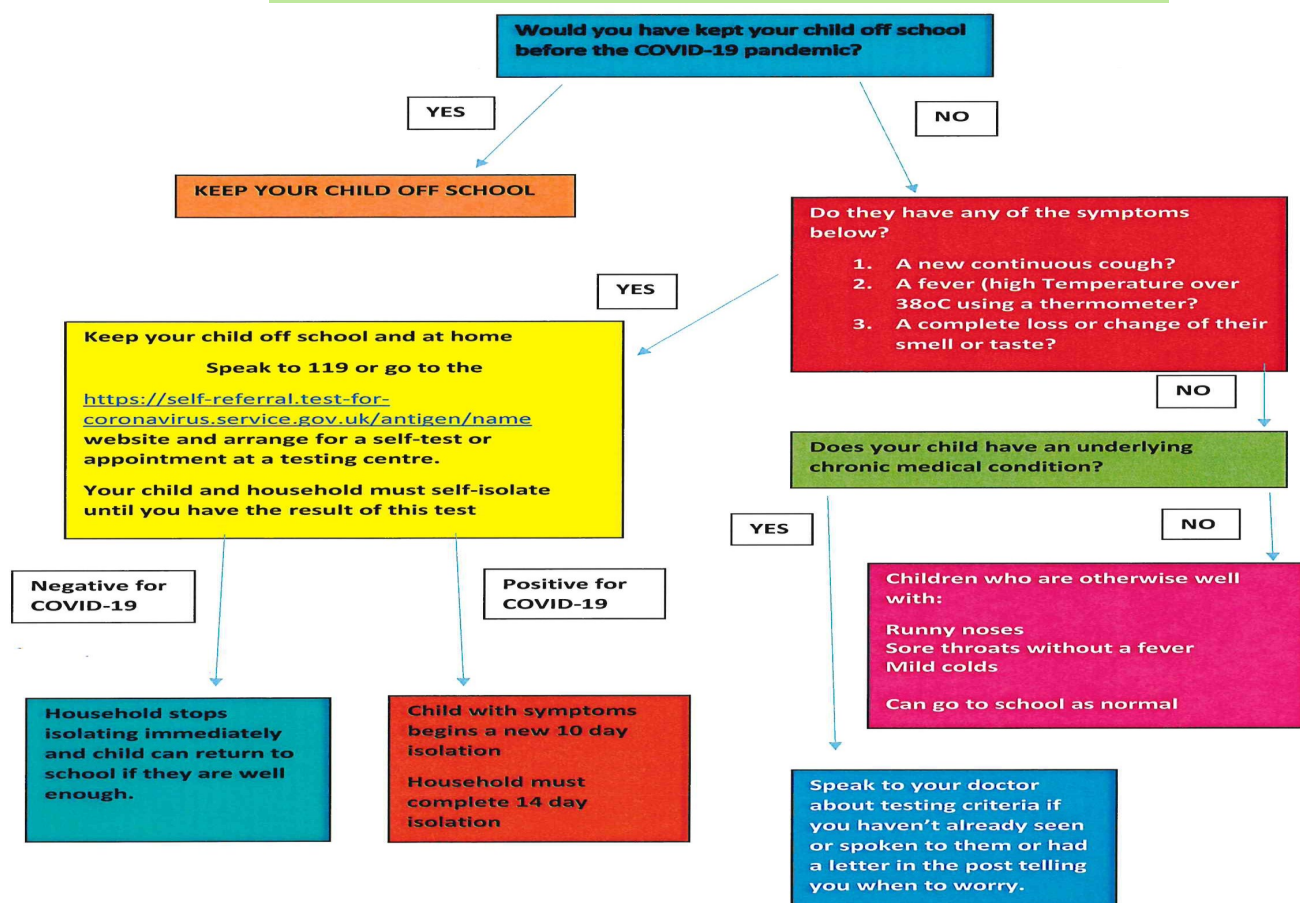 Would you have kept your child off school
before the COVID-19 pandemic?
YES
NO
KEEP YOUR CHILD OFF SCHOOL
Do they have any of the symptoms
below?
1. A new continuous cough?
2. A fever (high Temperature over
38oC using a thermometer?
3. A complete loss or change of their
smell or taste?
YES
Keep your child off school and at home
Speak to 119 or go to the
https://self-referral.test-for-
coronavirus.service.gov.uk/antigen/name
website and arrange for a self-test or
appointment at a testing centre.
Your child and household must self-isolate
until you have the result of this test
NO
Does your child have an underlying
chronic medical condition?
YES
NO
Negative for
COVID-19
Positive for
COVID-19
Children who are otherwise well
with:
Runny noses
Sore throats without a fever
Mild colds
Can go to school as normal
Household stops
isolating immediately
and child can return to
school if they are well
enough.
Child with symptoms
begins a new 10 day
isolation
Household must
complete 14 day
isolation
Speak to your doctor
about testing criteria if
you haven't already seen
or spoken to them or had
a letter in the post telling
you when to worry.